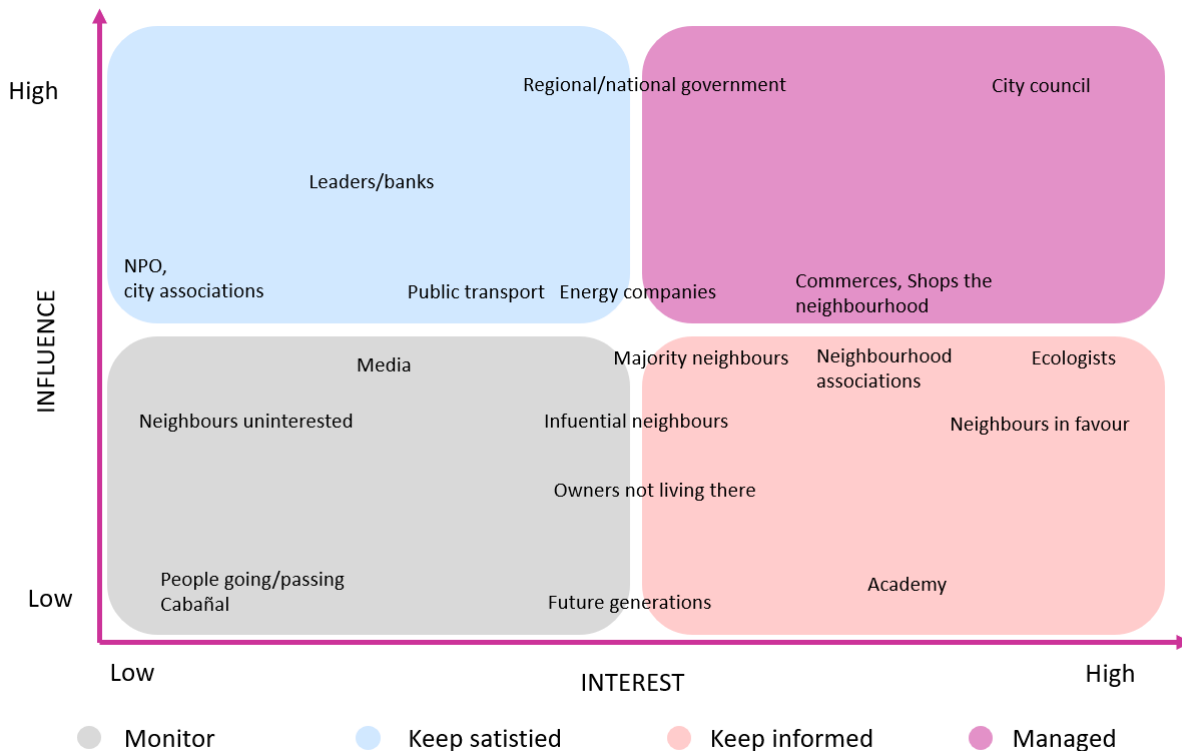 High
Regional/national government
City council
Leaders/banks
NPO,
city associations
Public transport
Energy companies
Commerces, Shops the
neighbourhood
INFLUENCE
Media
Majority neighbours
Neighbourhood
associations
Ecologists
Neighbours uninterested
Infuential neighbours
Neighbours in favour
Owners not living there
People going/passing
Cabañal
Future generations
Academy
Low
Low
INTEREST
High
Monitor
Keep satistied
Keep informed
Managed